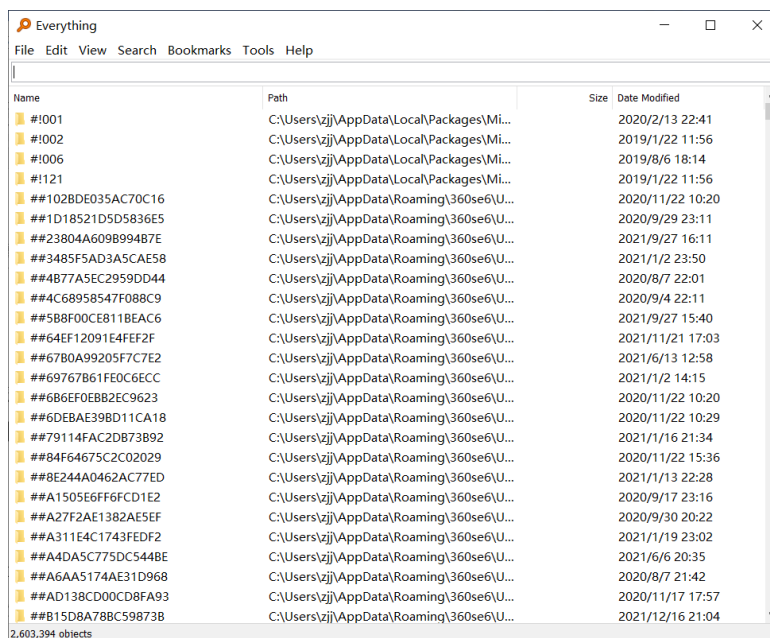 Everything
File Edit View Search Bookmarks Tools Help
Name Path Size Date Modified
#!001 C:\Users\zjj\AppData\Local\Packages\Mi... 2020/2/13 22:41
#!002 C:\Users\zjj\AppData\Local\Packages\Mi... 2019/1/22 11:56
#!006 C:\Users\zjj\AppData\Local\Packages\Mi... 2019/8/6 18:14
#!121 C:\Users\zjj\AppData\Local\Packages\Mi... 2019/1/22 11:56
##102BDE035AC70C16 C:\Users\zjj\AppData\Roaming\360se6\U... 2020/11/22 10:20
##1D18521D5D5836E5 C:\Users\zjj\AppData\Roaming\360se6\U... 2020/9/29 23:11
##23804A609B994B7E C:\Users\zjj\AppData\Roaming\360se6\U... 2021/9/27 16:11
##3485F5AD3A5CAE58 C:\Users\zjj\AppData\Roaming\360se6\U... 2021/1/2 23:50
##4B77A5EC2959DD44 C:\Users\zjj\AppData\Roaming\360se6\U... 2020/8/7 22:01
##4C68958547F088C9 C:\Users\zjj\AppData\Roaming\360se6\U... 2020/9/4 22:11
##5B8F00CE811BEAC6 C:\Users\zjj\AppData\Roaming\360se6\U... 2021/9/27 15:40
##64EF12091E4FEF2F C:\Users\zjj\AppData\Roaming\360se6\U... 2021/11/21 17:03
##67B0A99205F7C7E2 C:\Users\zjj\AppData\Roaming\360se6\U... 2021/6/13 12:58
##69767B61FE0C6ECC C:\Users\zjj\AppData\Roaming\360se6\U... 2021/1/2 14:15
##6B6EF0EBB2EC9623 C:\Users\zjj\AppData\Roaming\360se6\U... 2020/11/22 10:20
##6DEBAE39BD11CA18 C:\Users\zjj\AppData\Roaming\360se6\U... 2020/11/22 10:29
##79114FAC2DB73B92 C:\Users\zjj\AppData\Roaming\360se6\U... 2021/1/16 21:34
##84F64675C2C02029 C:\Users\zjj\AppData\Roaming\360se6\U... 2020/11/22 15:36
##8E244A0462AC77ED C:\Users\zjj\AppData\Roaming\360se6\U... 2021/1/13 22:28
##A1505E6FF6FCD1E2 C:\Users\zjj\AppData\Roaming\360se6\U... 2020/9/17 23:16
##A27F2AE1382AE5EF C:\Users\zjj\AppData\Roaming\360se6\U... 2020/9/30 20:22
##A311E4C1743FEDF2 C:\Users\zjj\AppData\Roaming\360se6\U... 2021/1/19 23:02
##A4DA5C775DC544BE C:\Users\zjj\AppData\Roaming\360se6\U... 2021/6/6 20:35
##A6AA5174AE31D968 C:\Users\zjj\AppData\Roaming\360se6\U... 2020/8/7 21:42
##AD138CD00CD8FA93 C:\Users\zjj\AppData\Roaming\360se6\U... 2020/11/17 17:57
##B15D8A78BC59873B C:\Users\zjj\AppData\Roaming\360se6\U... 2021/12/16 21:04
2,603,394 objects